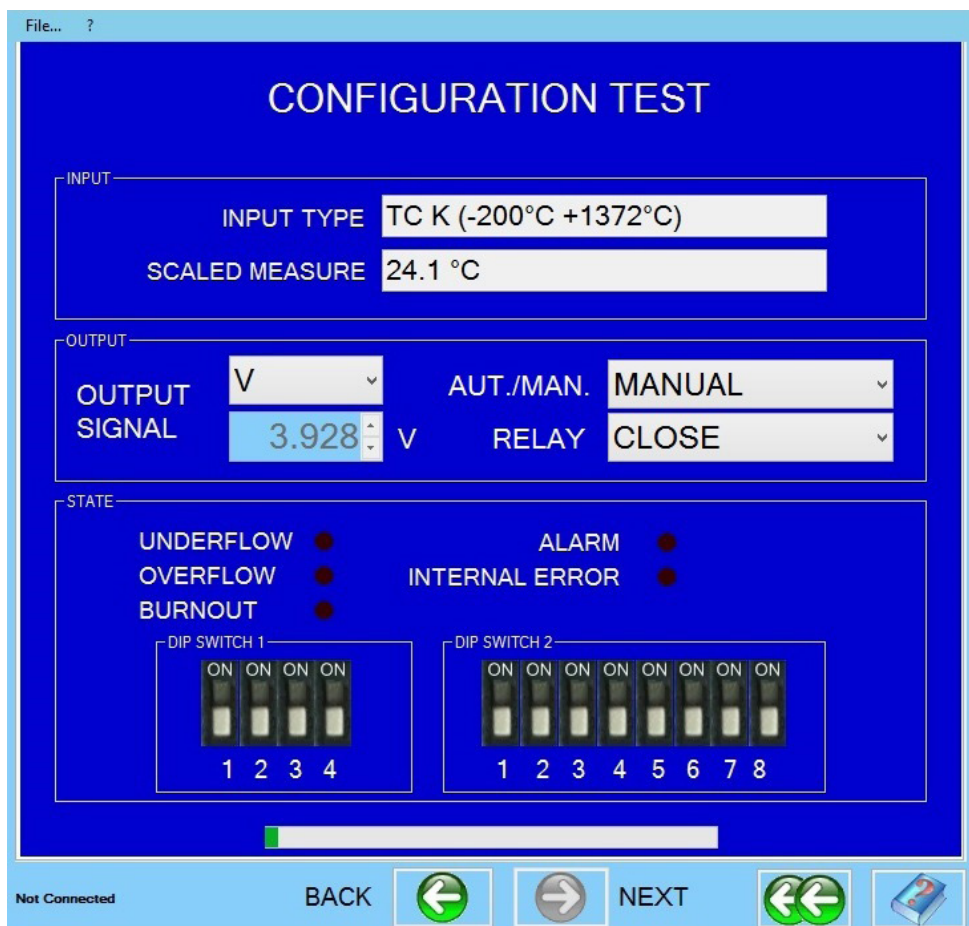 File... ?
CONFIGURATION TEST
INPUT
INPUT TYPE TC K (-200°C +1372°C)
SCALED MEASURE 24.1 °C
OUTPUT
OUTPUT SIGNAL V AUT./MAN. MANUAL
3.928 V RELAY CLOSE
STATE
UNDERFLOW ALARM
OVERFLOW INTERNAL ERROR
BURNOUT
DIP SWITCH 1 DIP SWITCH 2
ON ON ON ON ON ON ON ON ON ON ON ON
1 2 3 4 1 2 3 4 5 6 7 8
Not Connected BACK NEXT ?